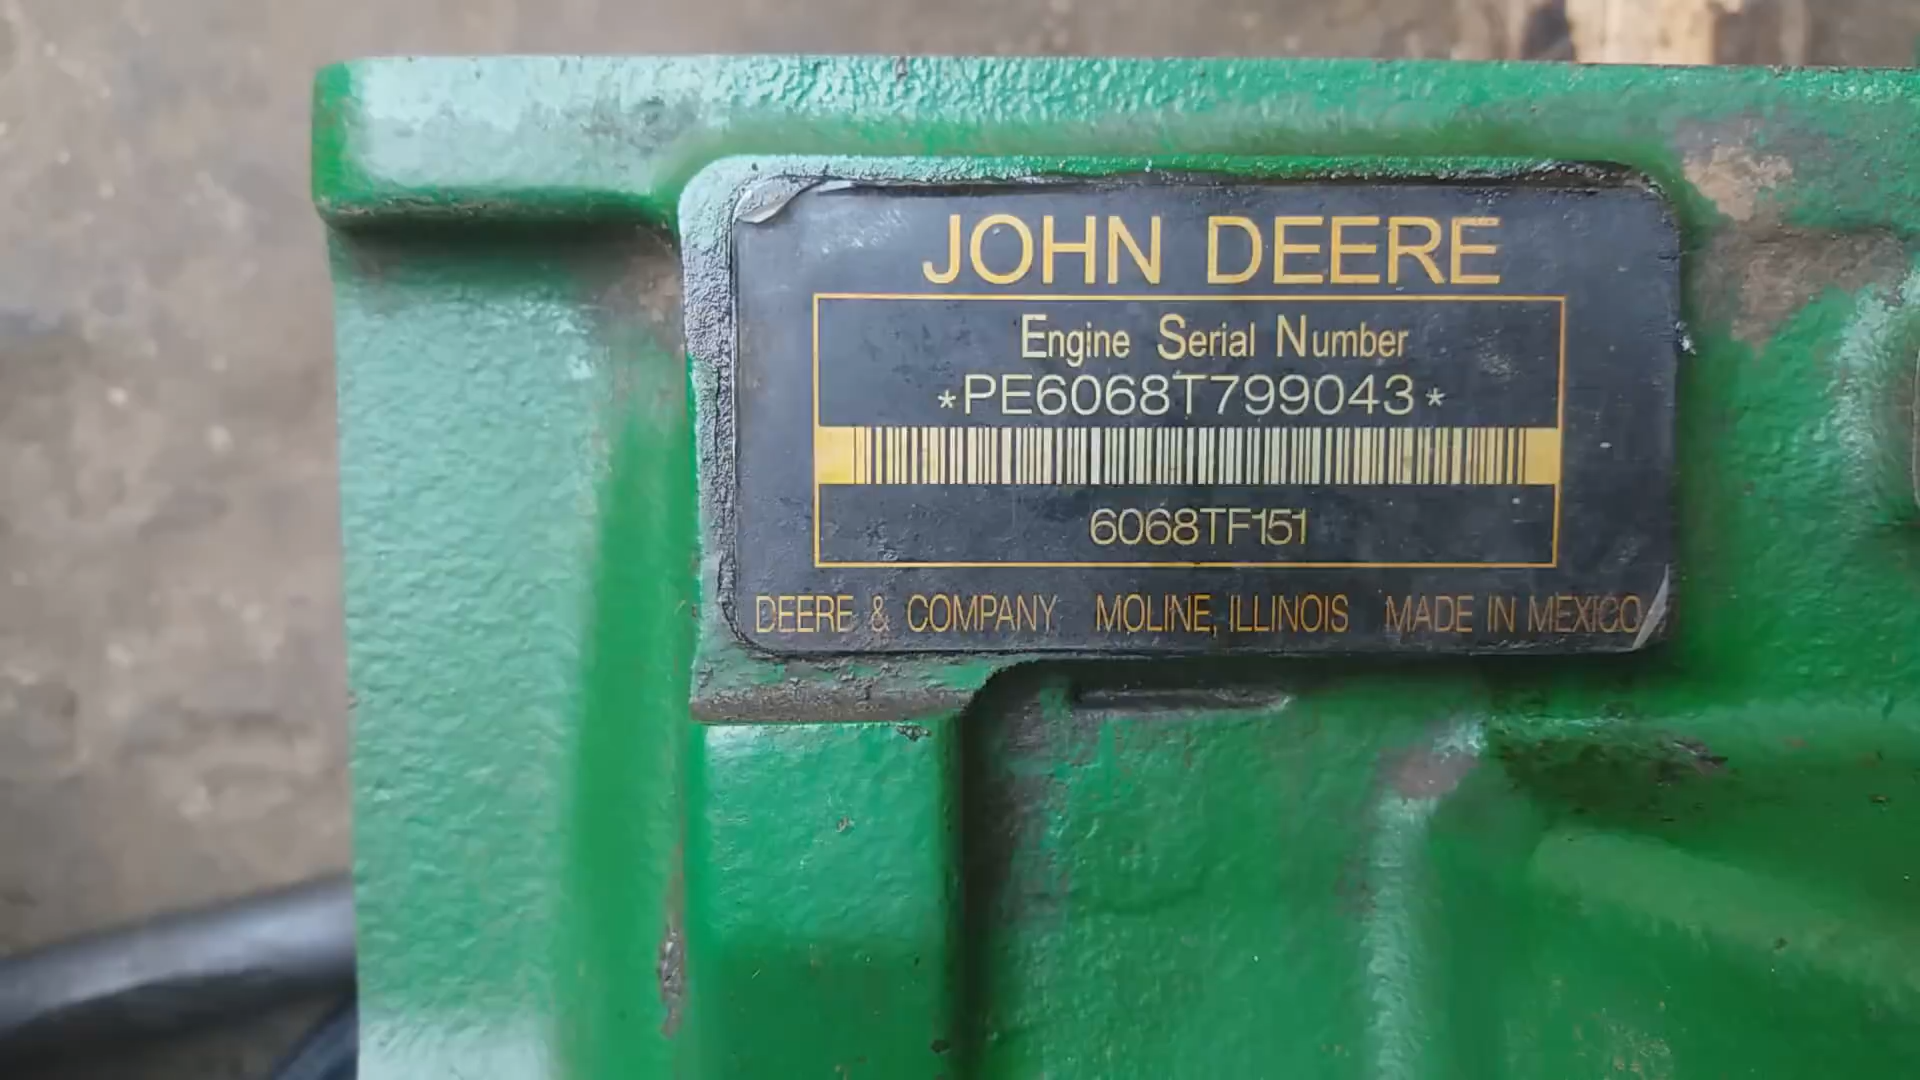 JOHN DEERE
Engine Serial Number
*PE6068T799043*
6068TF151
DEERE & COMPANY MOLINE, ILLINOIS MADE IN MEXICO